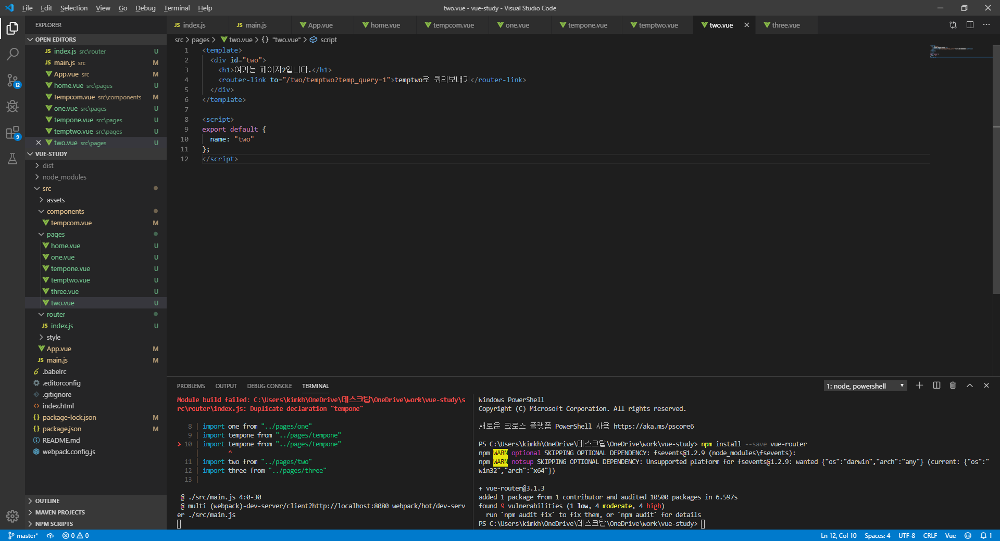 File Edit Selection View Go Debug Terminal Help
two.vue - vue-study - Visual Studio Code
EXPLORER
OPEN EDITORS
JS index.js src\router U
JS main.js src M
App.vue src M
home.vue src\pages U
tempcom.vue src\components M
one.vue src\pages U
tempone.vue src\pages U
temptwo.vue src\pages U
two.vue src\pages U
VUE-STUDY
dist
node_modules
src
assets
components
tempcom.vue M
pages
home.vue U
one.vue U
tempone.vue U
temptwo.vue U
three.vue U
two.vue U
router
JS index.js U
style
App.vue M
JS main.js M
.babelrc
.editorconfig
.gitignore
<> index.html
{} package-lock.json M
{} package.json M
README.md
webpack.config.js
OUTLINE
MAVEN PROJECTS
NPM SCRIPTS
12
9
JS index.js JS main.js App.vue home.vue tempcom.vue one.vue tempone.vue temptwo.vue two.vue three.vue
src > pages > two.vue > {} "two.vue" > script
1 <template>
2 <div id="two">
3 <h1>여기는 페이지2입니다.</h1>
4 <router-link to="/two/temptwo?temp_query=1">temptwo로 쿼리보내기</router-link>
5 </div>
6 </template>
7
8 <script>
9 export default {
10 name: "two"
11 };
12 </script>
PROBLEMS OUTPUT DEBUG CONSOLE TERMINAL
1: node, powershell
Module build failed: C:\Users\kimkh\OneDrive\데스크탑\OneDrive\work\vue-study\s
rc\router\index.js: Duplicate declaration "tempone"
8 | import one from "../pages/one"
9 | import tempone from "../pages/tempone"
> 10 | import tempone from "../pages/tempone"
| ^
11 | import two from "../pages/two"
12 | import three from "../pages/three"
13 |
@ ./src/main.js 4:0-30
@ multi (webpack)-dev-server/client?http://localhost:8080 webpack/hot/dev-serv
er ./src/main.js
Windows PowerShell
Copyright (C) Microsoft Corporation. All rights reserved.
새로운 크로스 플랫폼 PowerShell 사용 https://aka.ms/pscore6
PS C:\Users\kimkh\OneDrive\데스크탑\OneDrive\work\vue-study> npm install --save vue-router
npm WARN optional SKIPPING OPTIONAL DEPENDENCY: fsevents@1.2.9 (node_modules\fsevents):
npm WARN notsup SKIPPING OPTIONAL DEPENDENCY: Unsupported platform for fsevents@1.2.9: wanted {"os":"darwin","arch":"any"} (current: {"os":"
win32","arch":"x64"})
+ vue-router@3.1.3
added 1 package from 1 contributor and audited 10500 packages in 6.597s
found 9 vulnerabilities (1 low, 4 moderate, 4 high)
run `npm audit fix` to fix them, or `npm audit` for details
PS C:\Users\kimkh\OneDrive\데스크탑\OneDrive\work\vue-study>
master* 0 0 Ln 12, Col 10 Spaces: 4 UTF-8 CRLF Vue 1